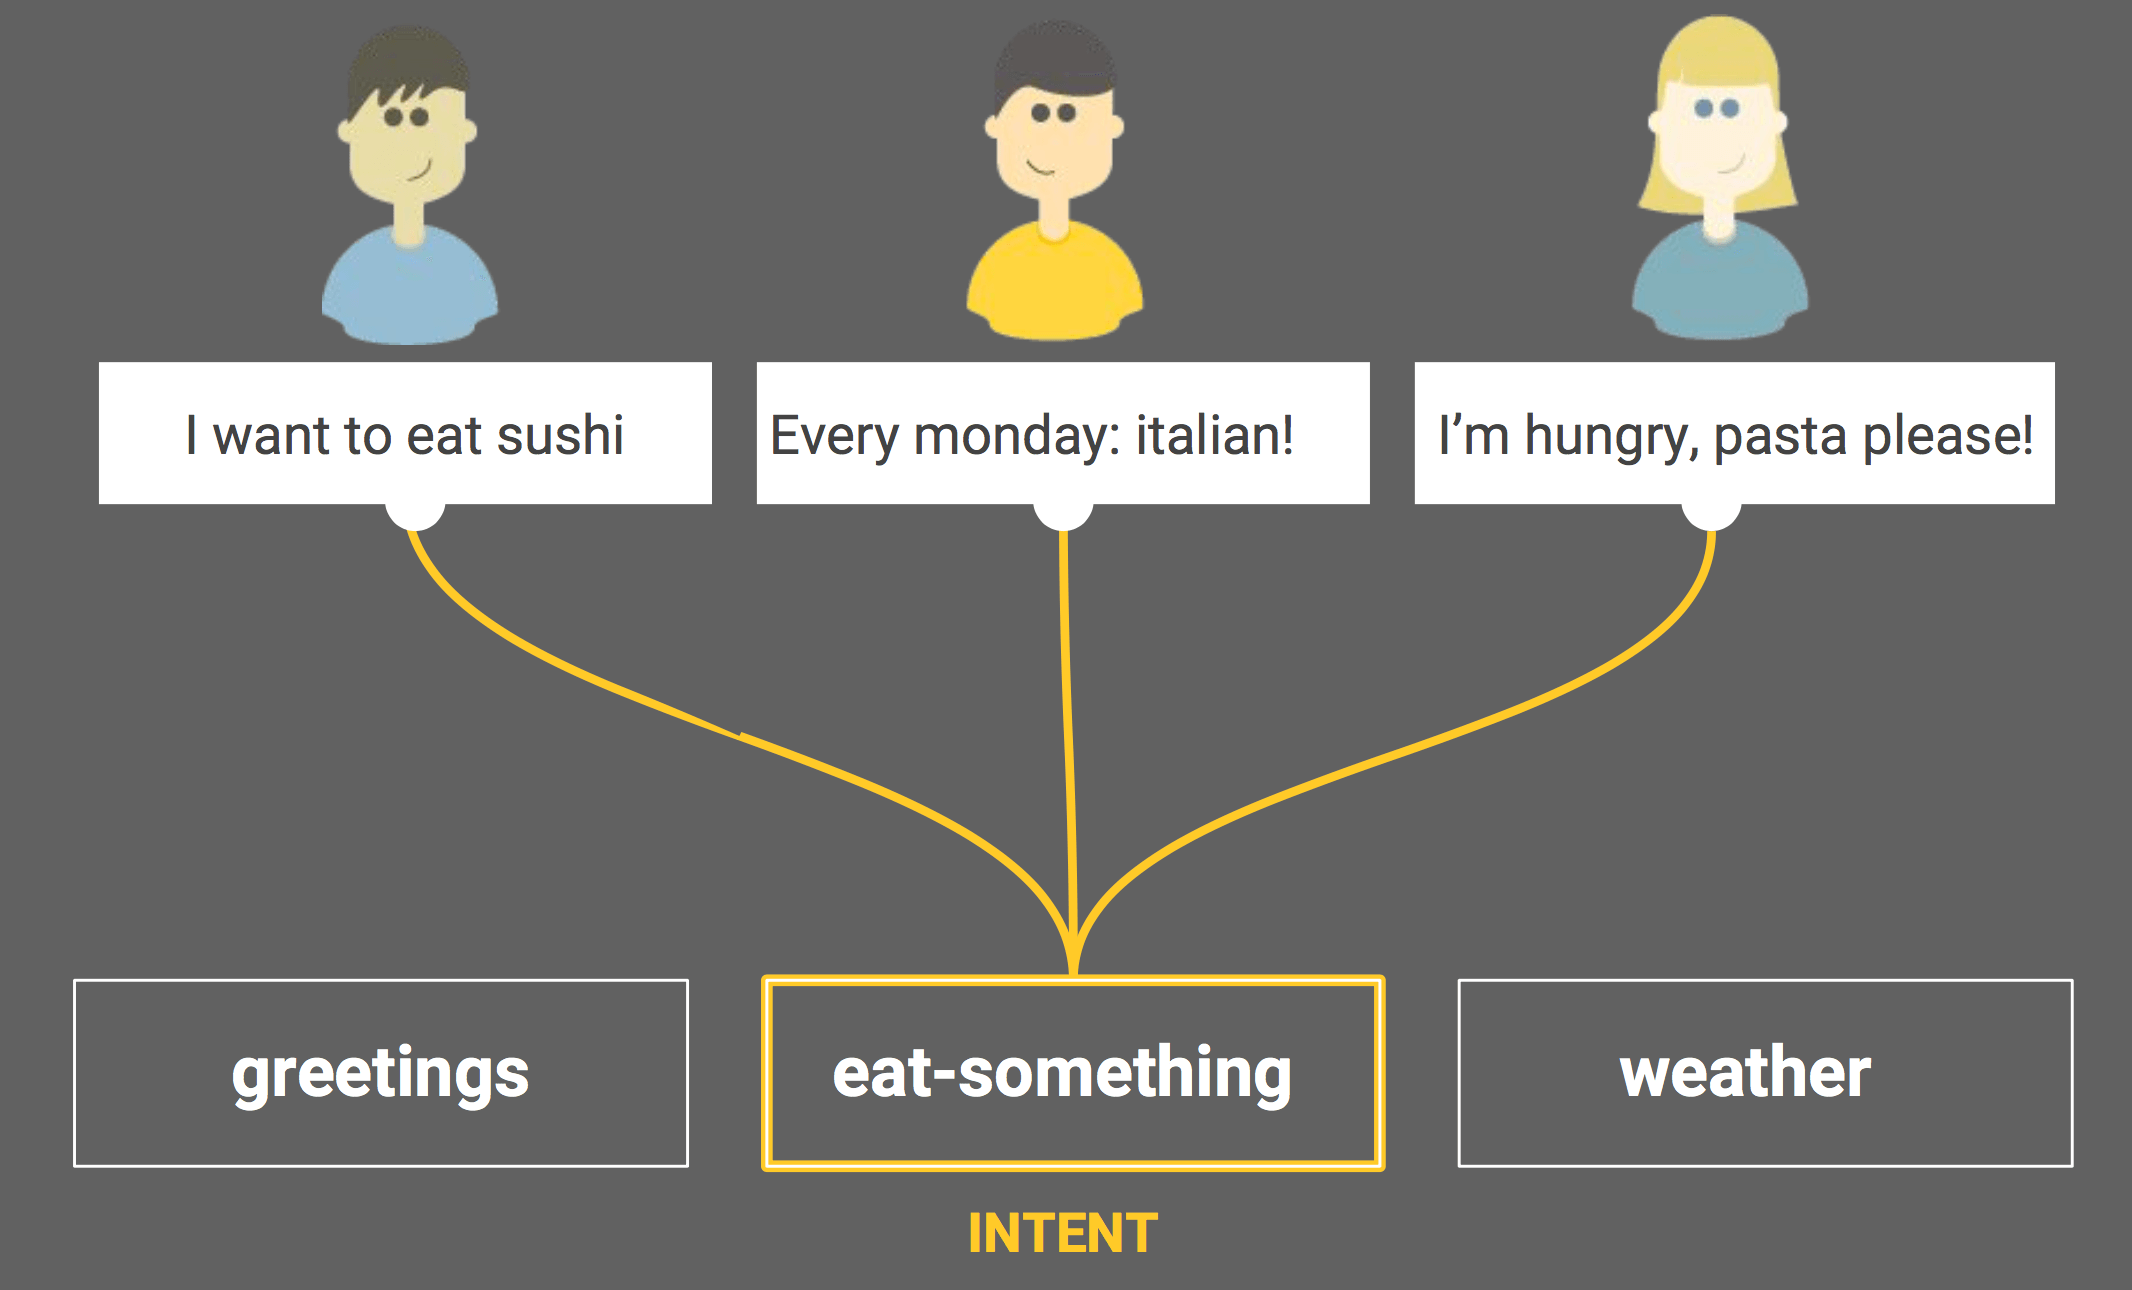 I want to eat sushi
Every monday: italian!
I’m hungry, pasta please!
greetings
eat-something
weather
INTENT